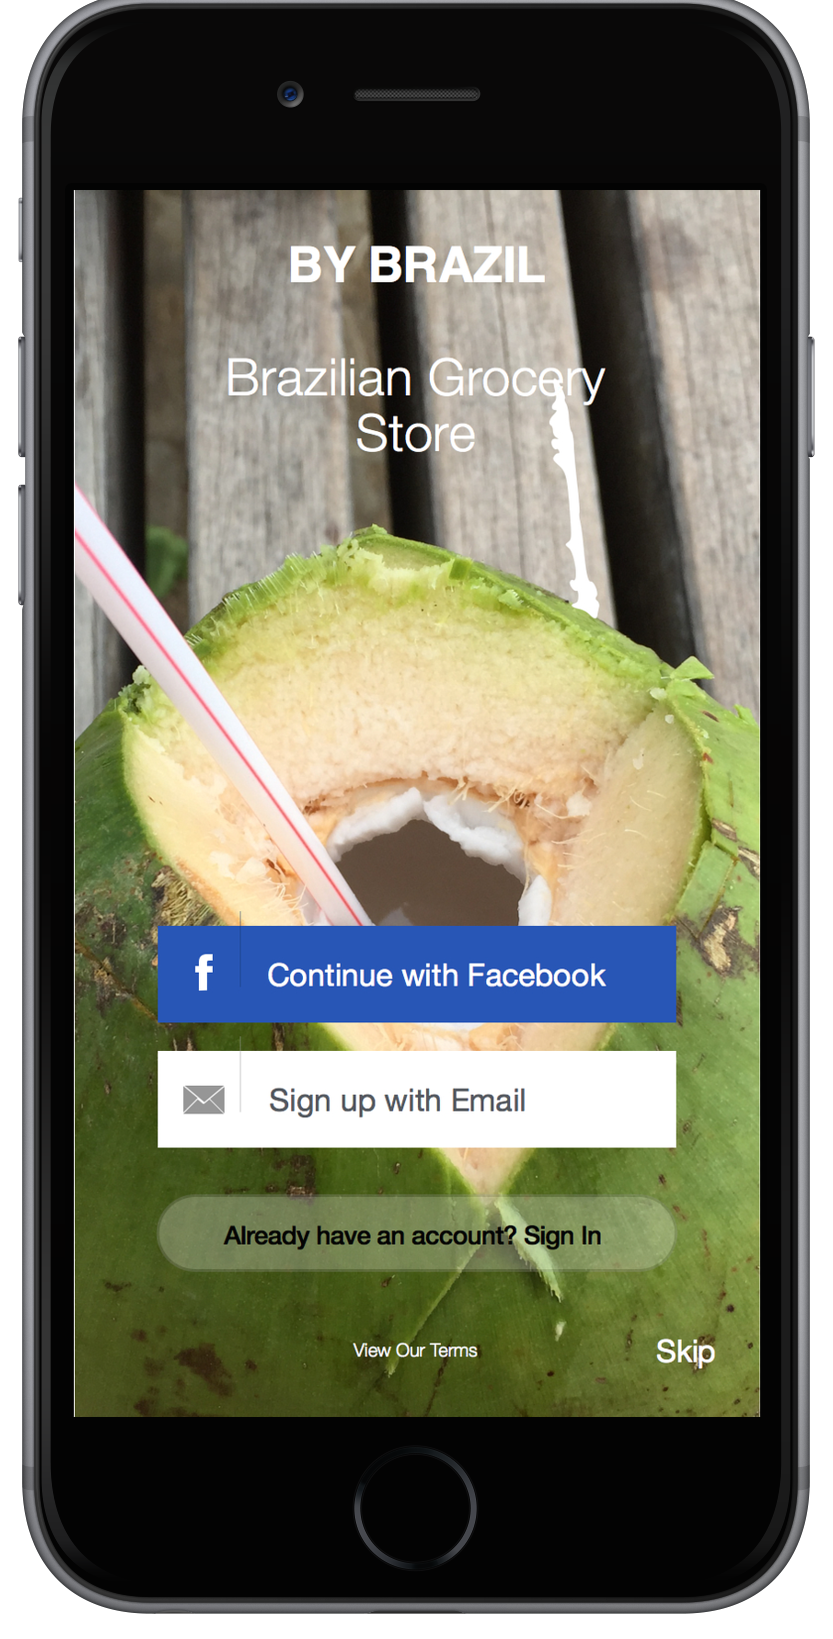 BY BRAZIL
Brazilian Grocery
Store
f Continue with Facebook
Sign up with Email
Already have an account? Sign In
View Our Terms
Skip